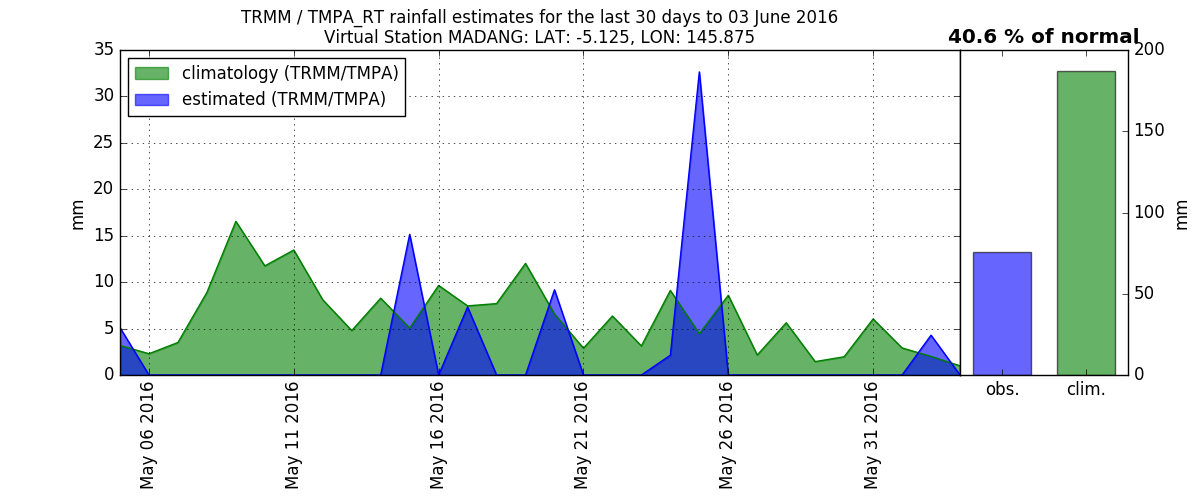 TRMM / TMPA_RT rainfall estimates for the last 30 days to 03 June 2016
Virtual Station MADANG: LAT: -5.125, LON: 145.875
40.6 % of normal
climatology (TRMM/TMPA)
estimated (TRMM/TMPA)
35
30
25
20
15
10
5
0
mm
May 06 2016
May 11 2016
May 16 2016
May 21 2016
May 26 2016
May 31 2016
200
150
100
50
0
mm
obs.
clim.